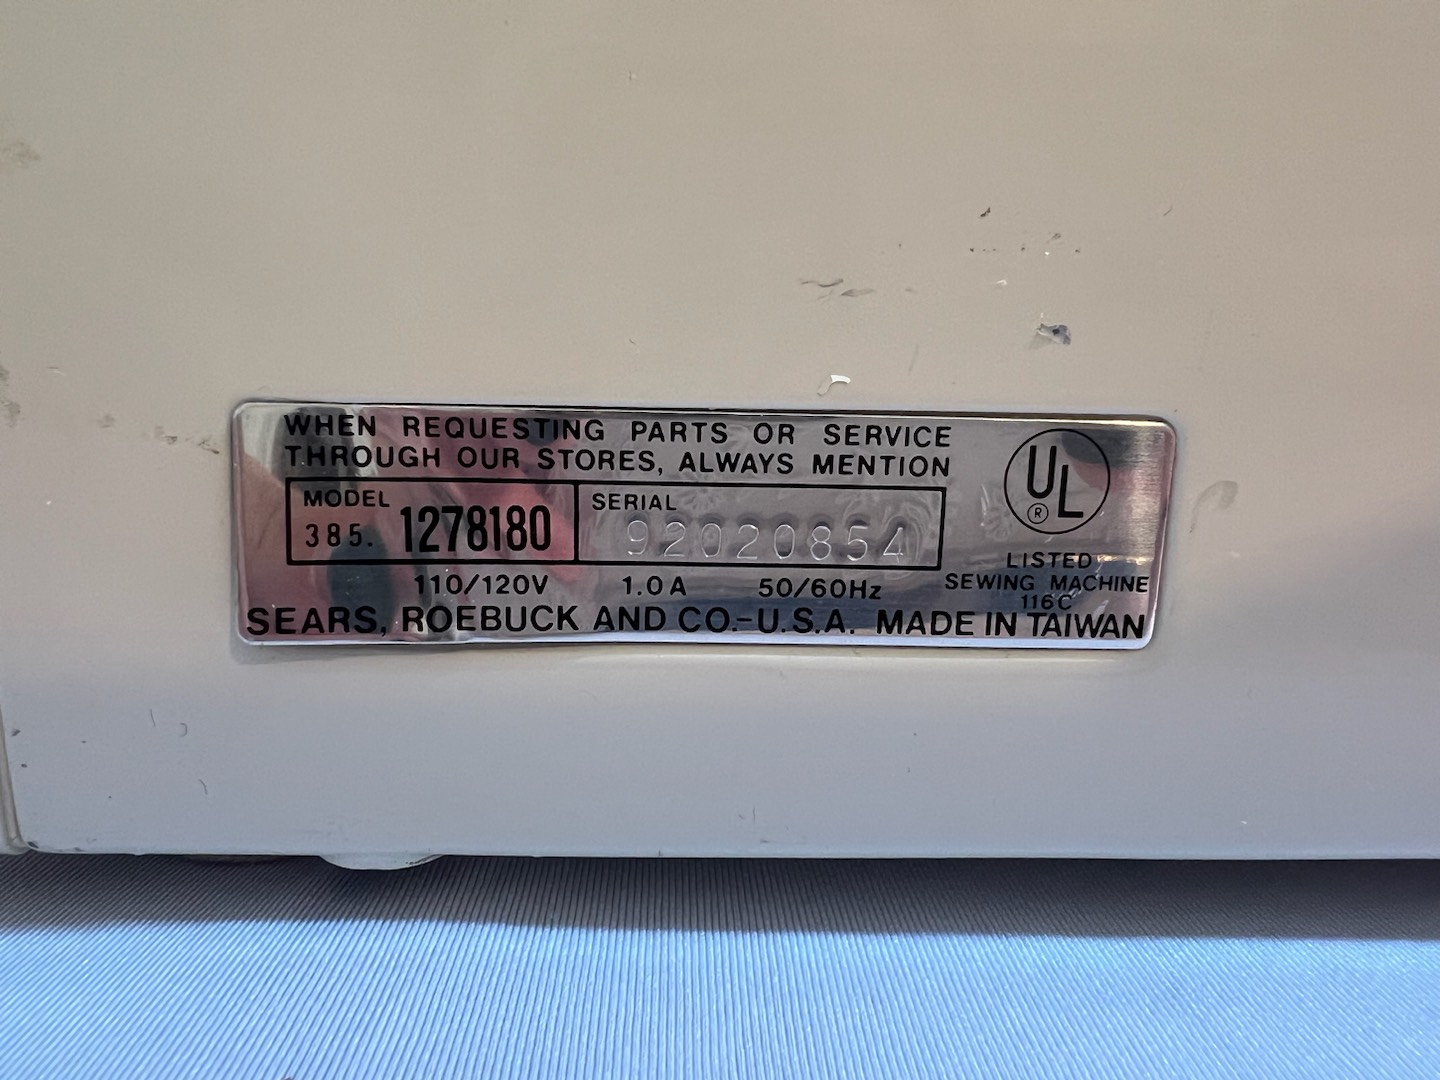 WHEN REQUESTING PARTS OR SERVICE
THROUGH OUR STORES, ALWAYS MENTION
MODEL
385. 1278180
SERIAL
92020854
UL
®
LISTED
SEWING MACHINE
116C
110/120V 1.0A 50/60Hz
SEARS, ROEBUCK AND CO.-U.S.A. MADE IN TAIWAN